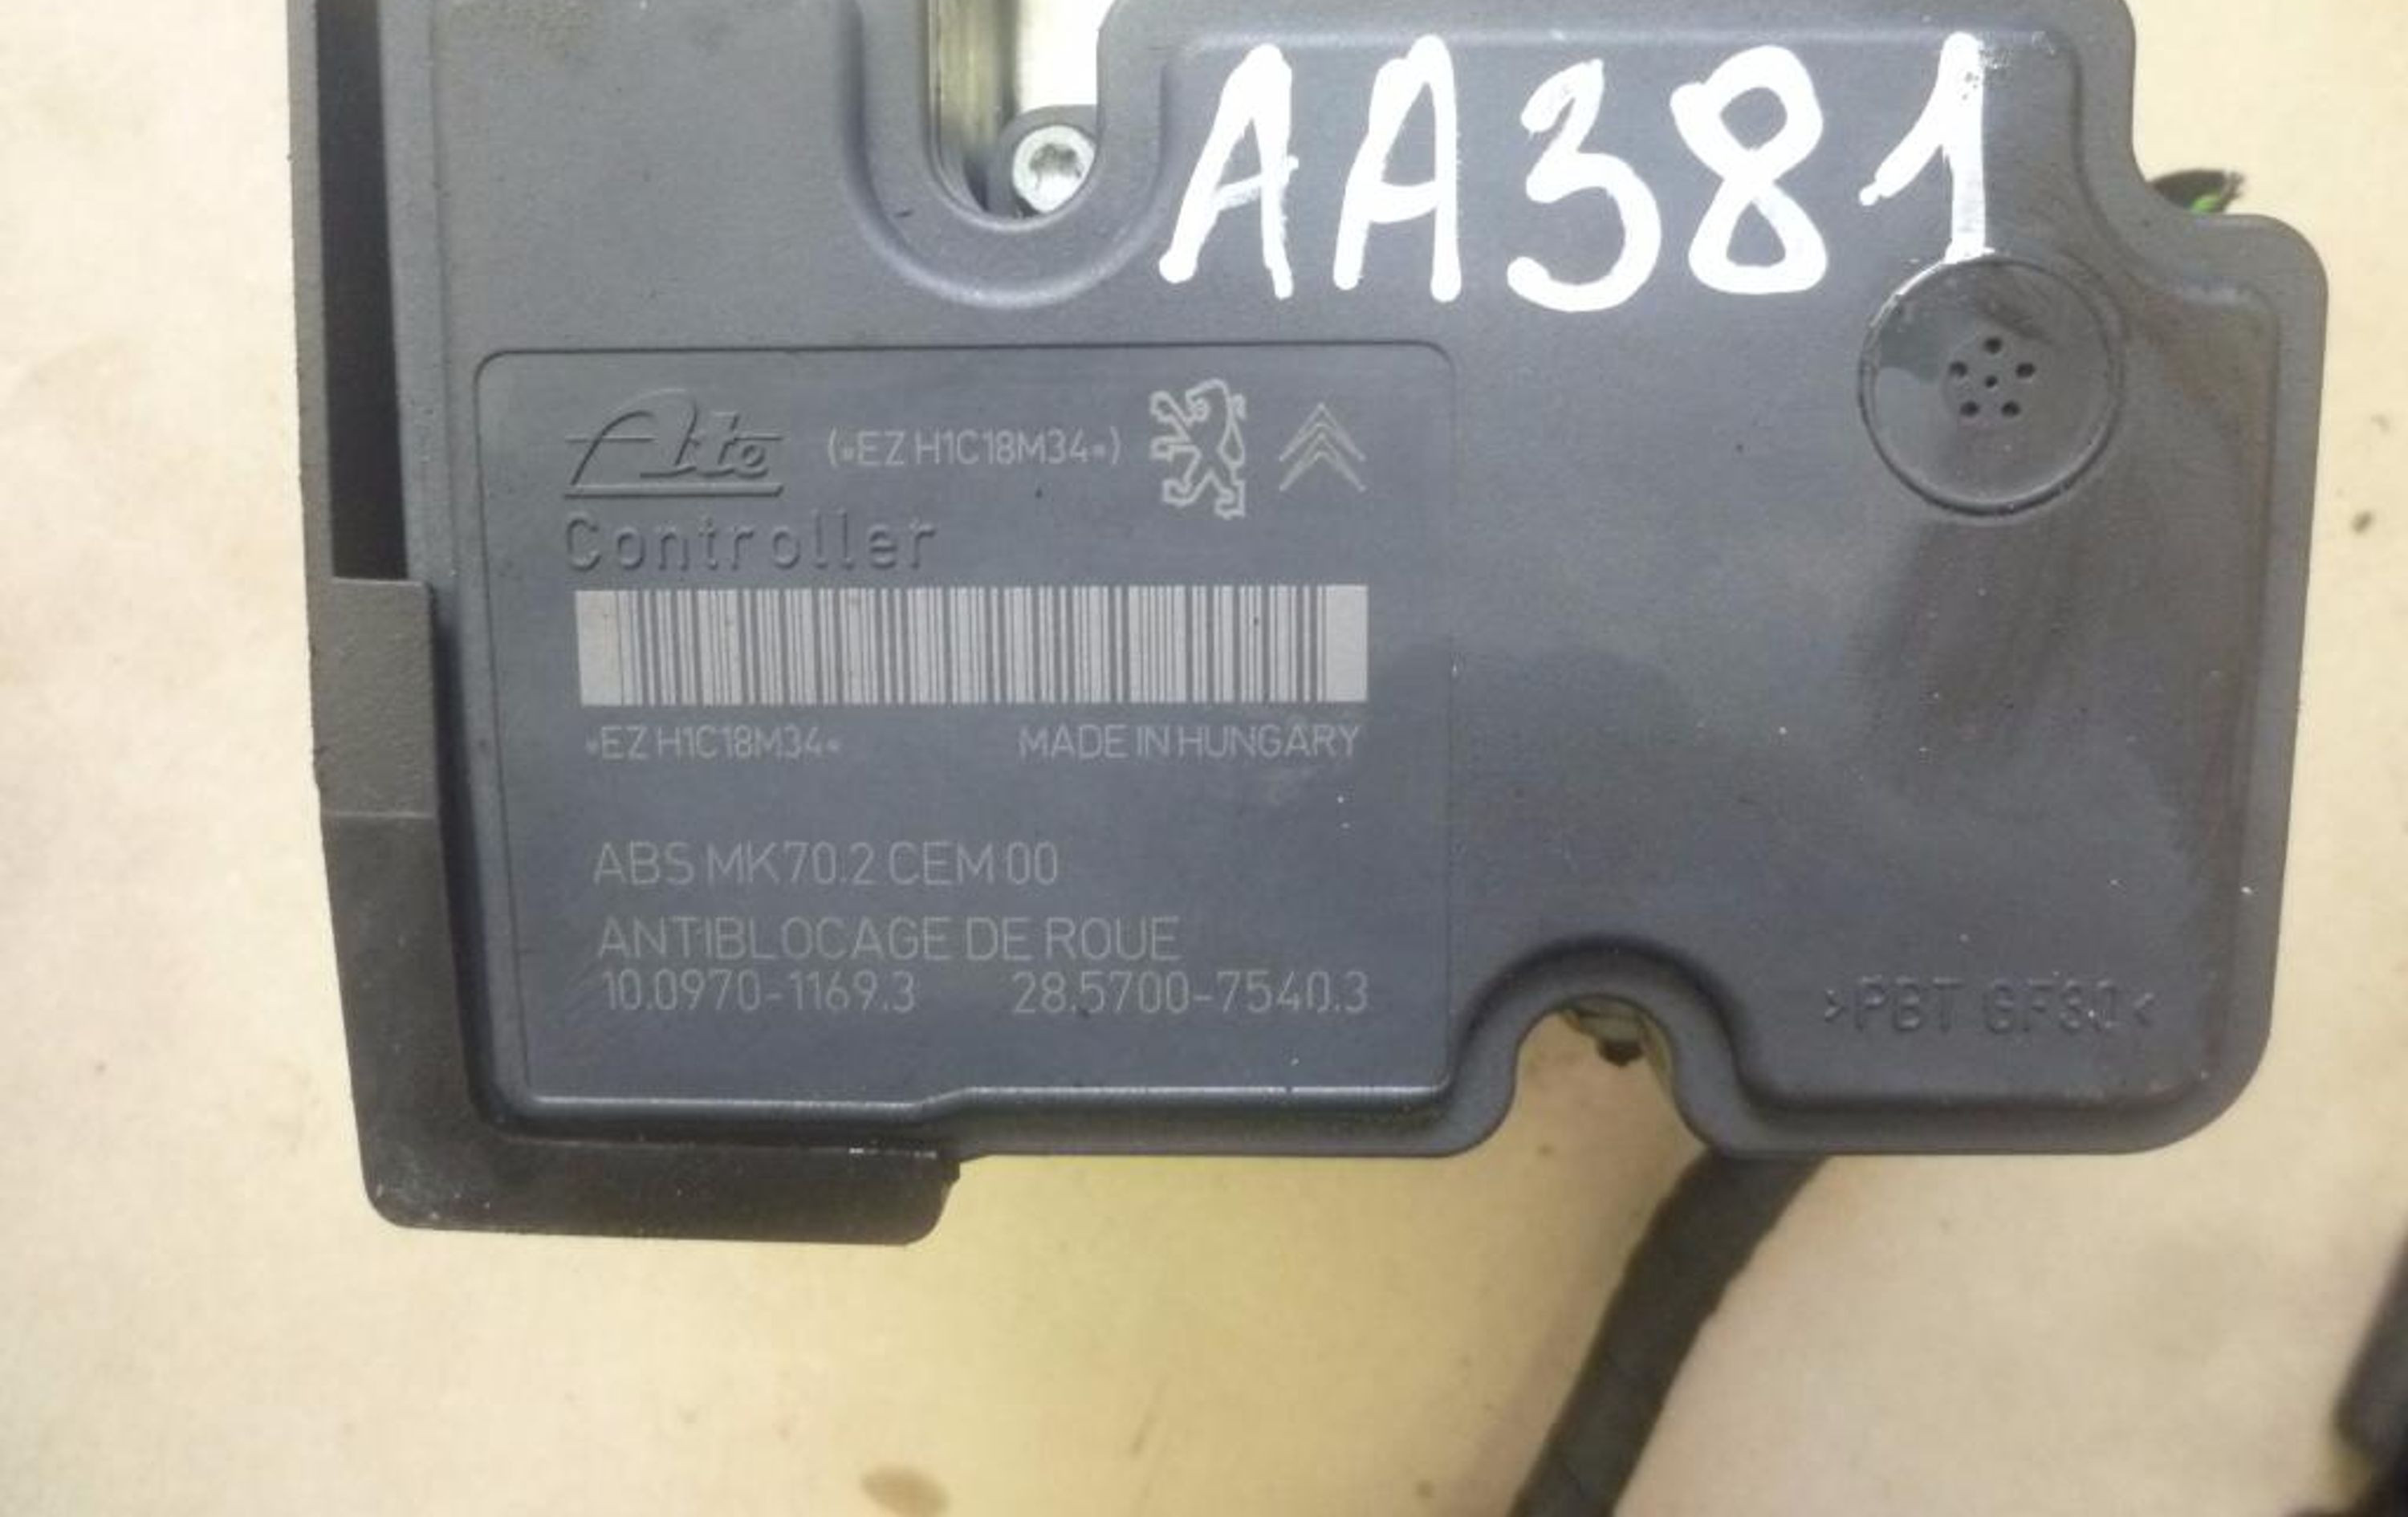 AA381
Ate (*EZ H1C18M34*)
Controller
*EZ H1C18M34* MADE IN HUNGARY
ABS MK70.2 CEM 00
ANTIBLOCAGE DE ROUE
10.0970-1169.3 28.5700-7540.3
>PBT GF30<